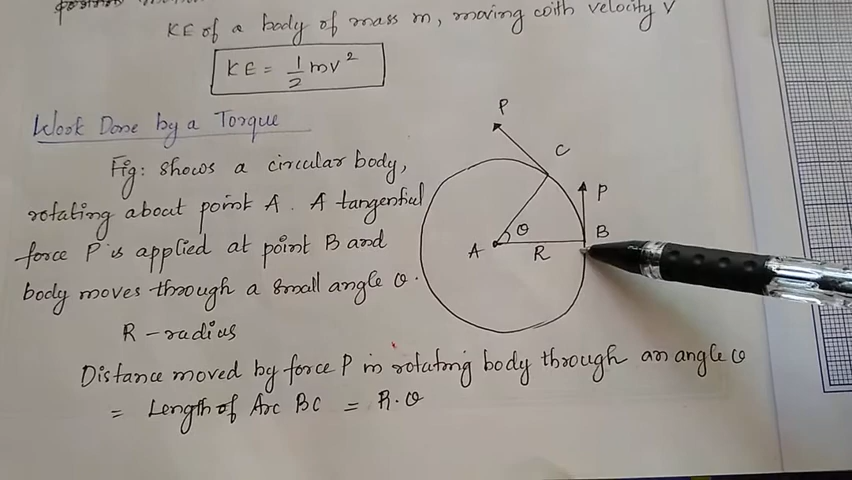 KE of a body of mass m, moving with velocity V
KE = 1/2 mv²
Work Done by a Torque
Fig: shows a circular body,
rotating about point A. A tangential
force P is applied at point B and
body moves through a small angle θ.
R - radius
Distance moved by force P in rotating body through an angle θ
= Length of Arc BC = R.θ
P
C
P
θ
B
A
R